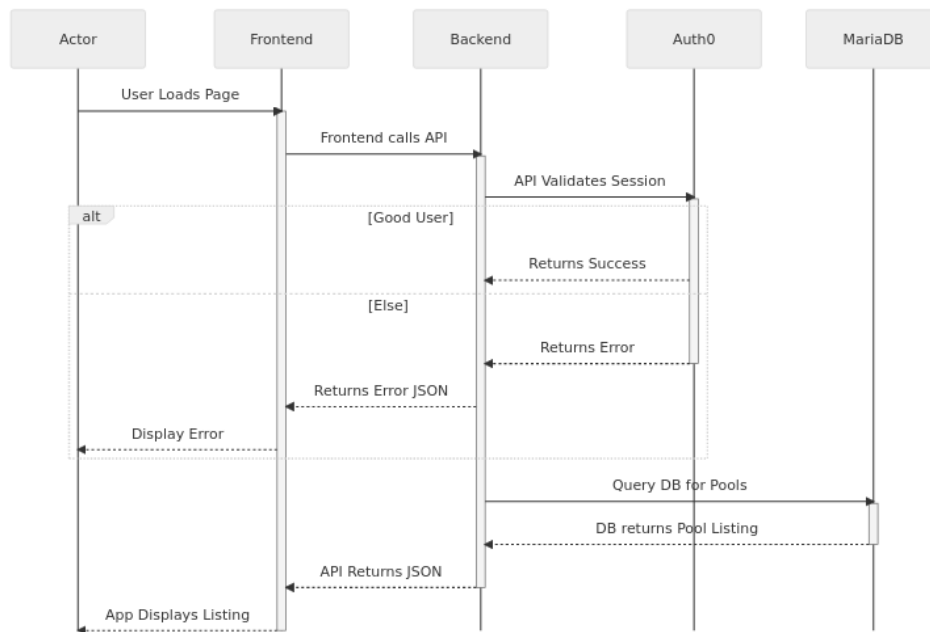 Actor
Frontend
Backend
Auth0
MariaDB
User Loads Page
Frontend calls API
API Validates Session
alt
[Good User]
Returns Success
[Else]
Returns Error
Returns Error JSON
Display Error
Query DB for Pools
DB returns Pool Listing
API Returns JSON
App Displays Listing